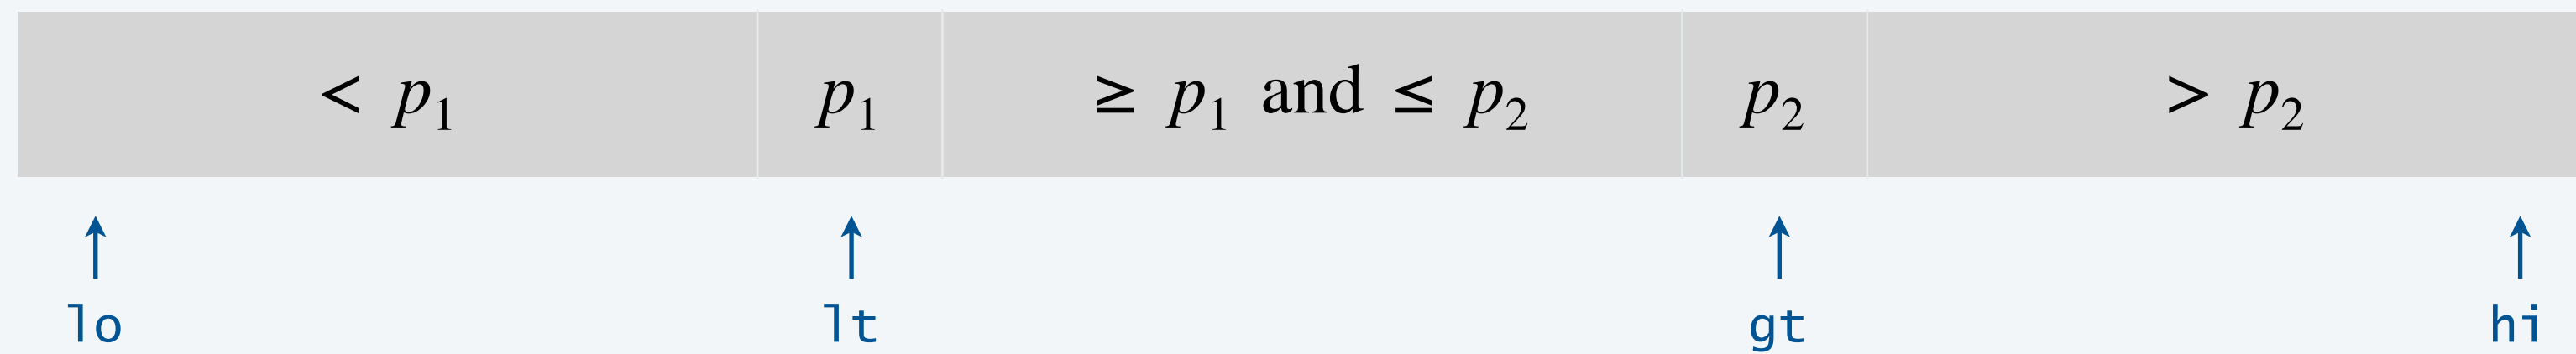 < p₁ p₁ ≥ p₁ and ≤ p₂ p₂ > p₂
lo lt gt hi